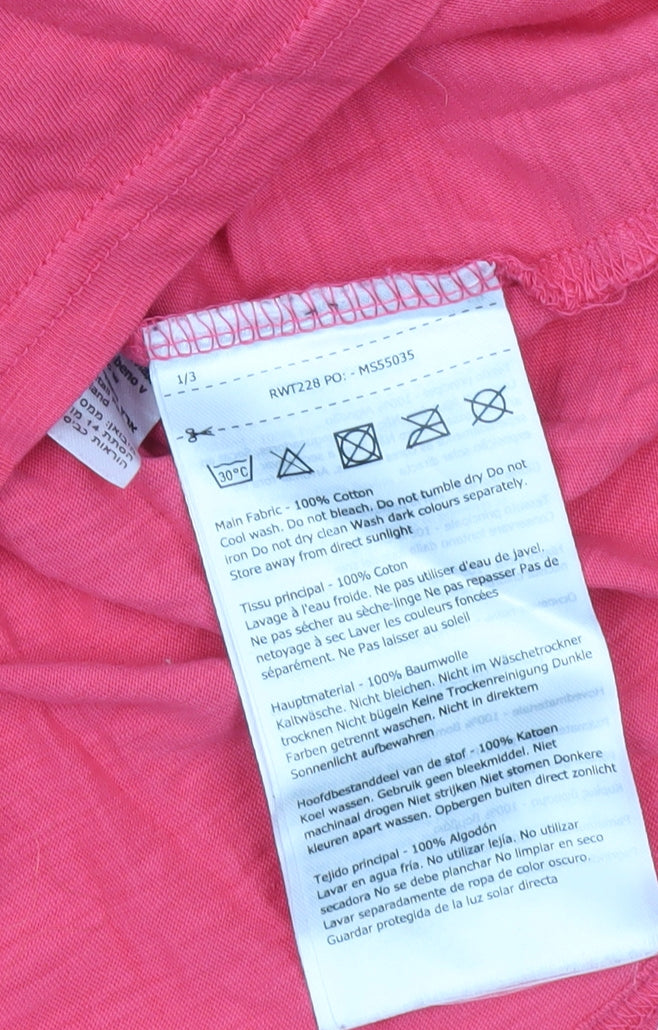 1/3
RWT228 PO: - MS55035
30°C
Main Fabric - 100% Cotton
Cool wash. Do not bleach. Do not tumble dry Do not
iron Do not dry clean Wash dark colours separately.
Store away from direct sunlight
Tissu principal - 100% Coton
Lavage à l'eau froide. Ne pas utiliser d'eau de javel.
Ne pas sécher au sèche-linge Ne pas repasser Pas de
netoyage à sec Laver les couleurs foncées
séparément. Ne Pas laisser au soleil
Hauptmaterial - 100% Baumwolle
Kaltwäsche. Nicht bleichen. Nicht im Wäschetrockner
trocknen Nicht bügeln Keine Trockenreinigung Dunkle
Farben getrennt waschen. Nicht in direktem
Sonnenlicht aufbewahren
Hoofdbestanddeel van de stof - 100% Katoen
Koel wassen. Gebruik geen bleekmiddel. Niet
machinaal drogen Niet strijken Niet stomen Donkere
kleuren apart wassen. Opbergen buiten direct zonlicht
Tejido principal - 100% Algodón
Lavar en agua fría. No utilizar lejía. No utilizar
secadora No se debe planchar No limpiar en seco
Lavar separadamente de ropa de color oscuro.
Guardar protegida de la luz solar directa
הוראות כביס